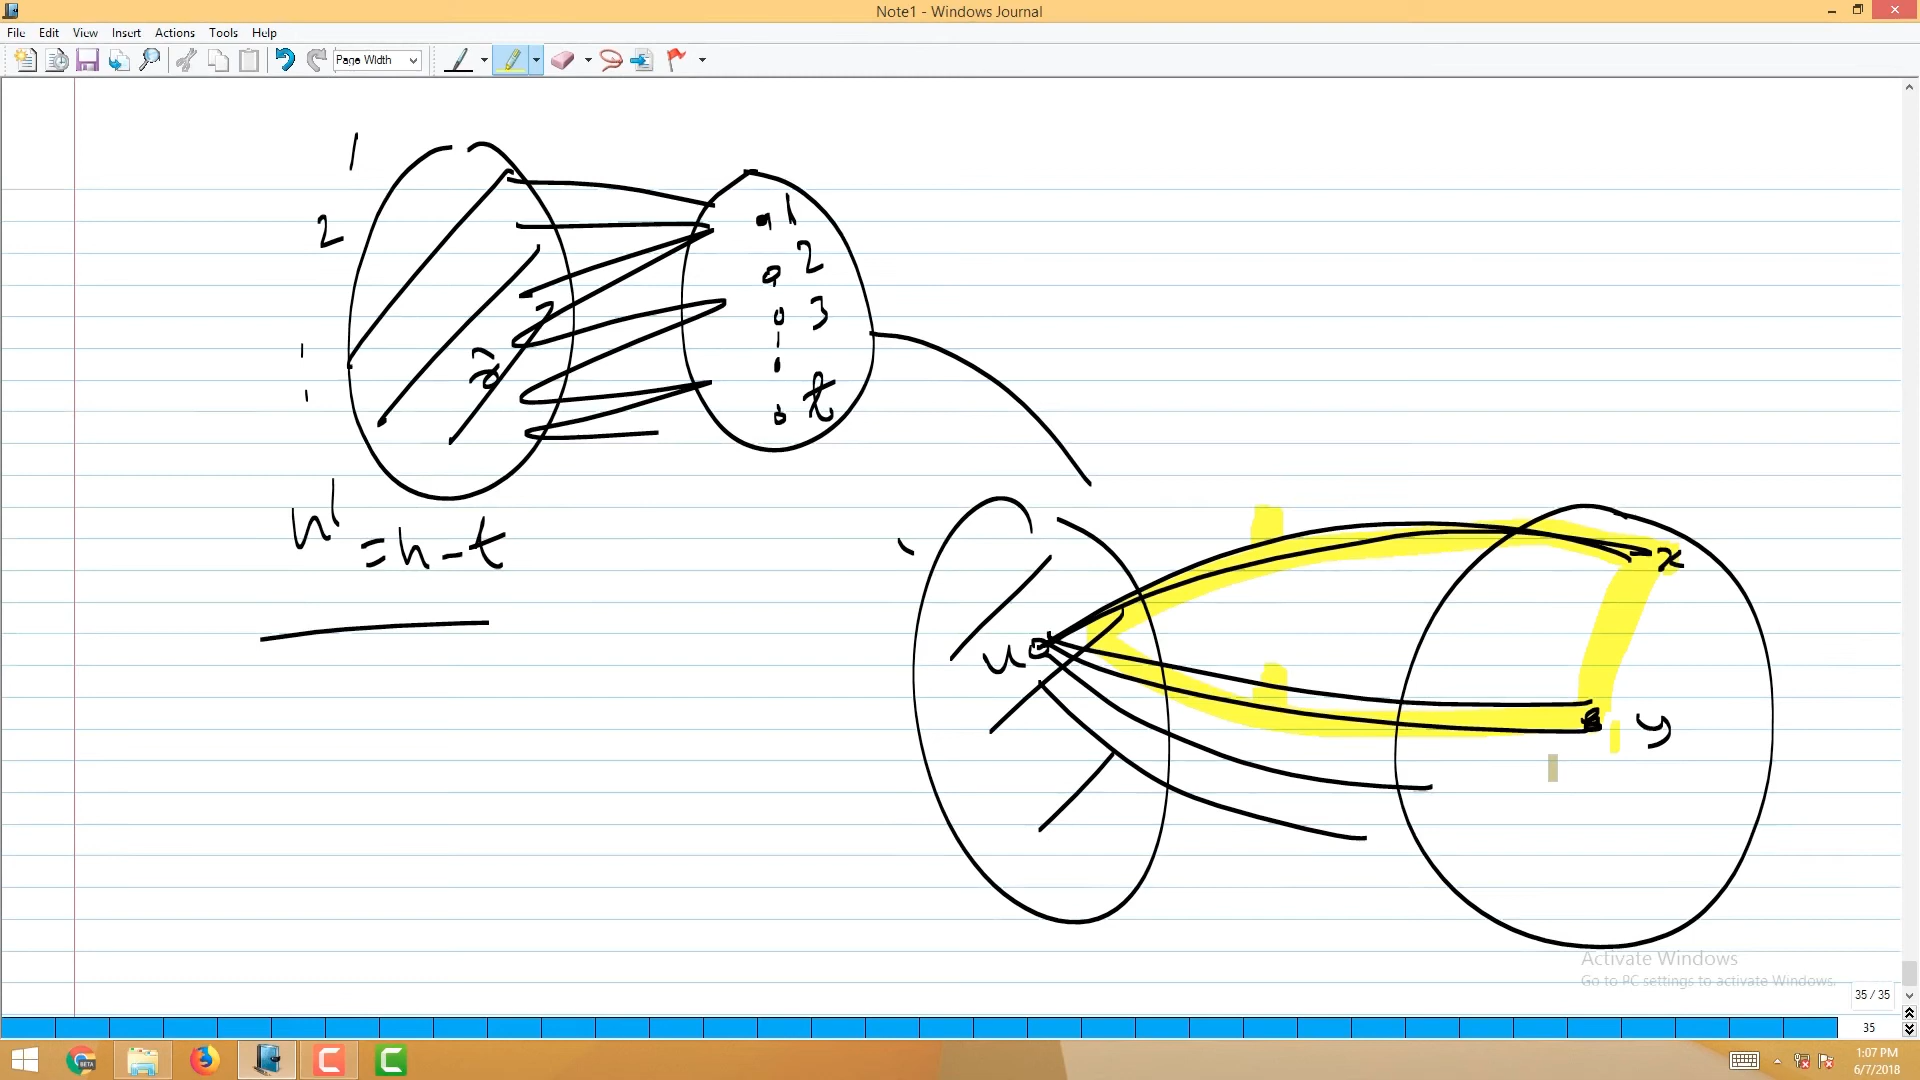 Note1 - Windows Journal
File Edit View Insert Actions Tools Help
Page Width
1
2
1
2
3
t
n' = n - t
x
u
y
Activate Windows
Go to PC settings to activate Windows.
35 / 35
35
BETA
1:07 PM
6/7/2018